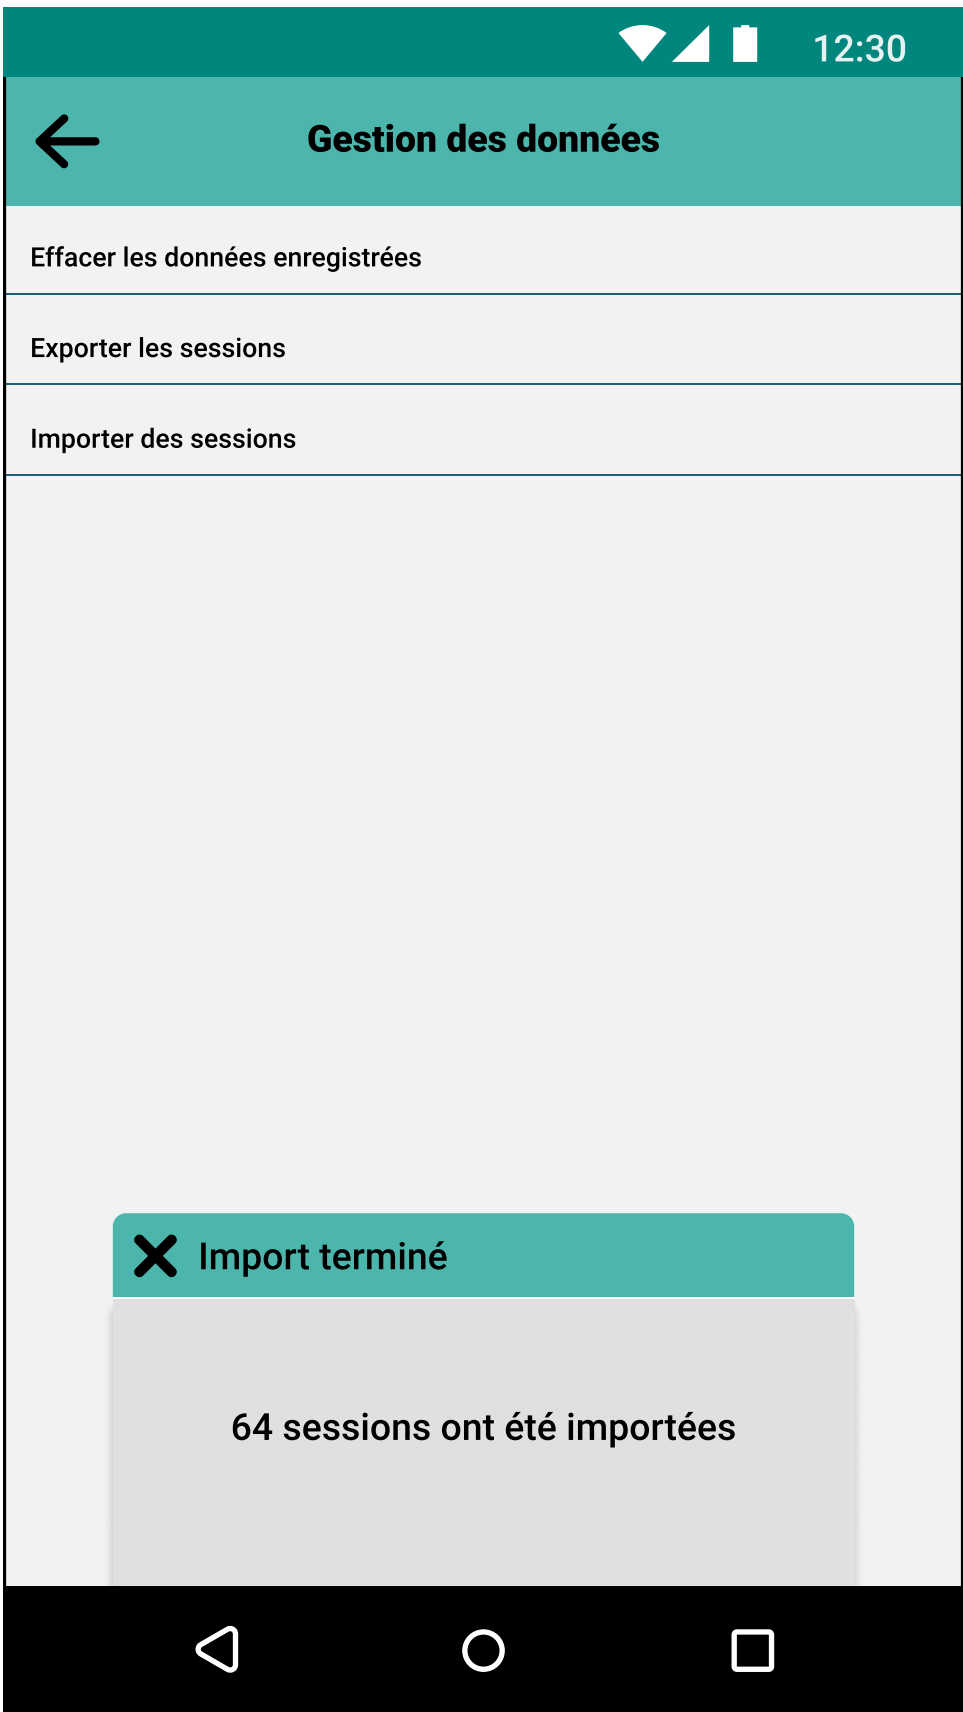 12:30
Gestion des données
Effacer les données enregistrées
Exporter les sessions
Importer des sessions
Import terminé
64 sessions ont été importées